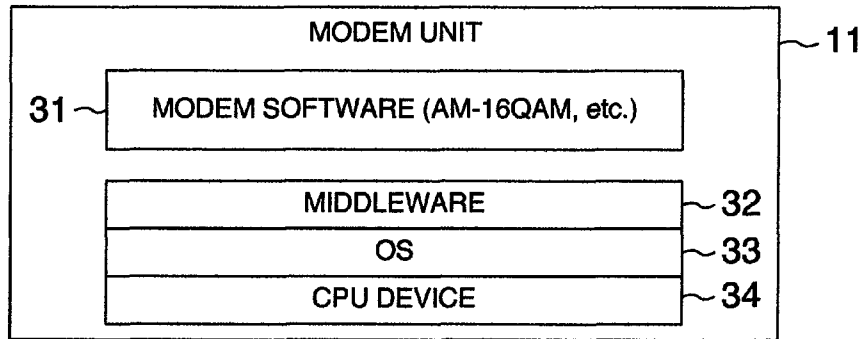 MODEM UNIT
11
31 MODEM SOFTWARE (AM-16QAM, etc.)
MIDDLEWARE 32
OS 33
CPU DEVICE 34